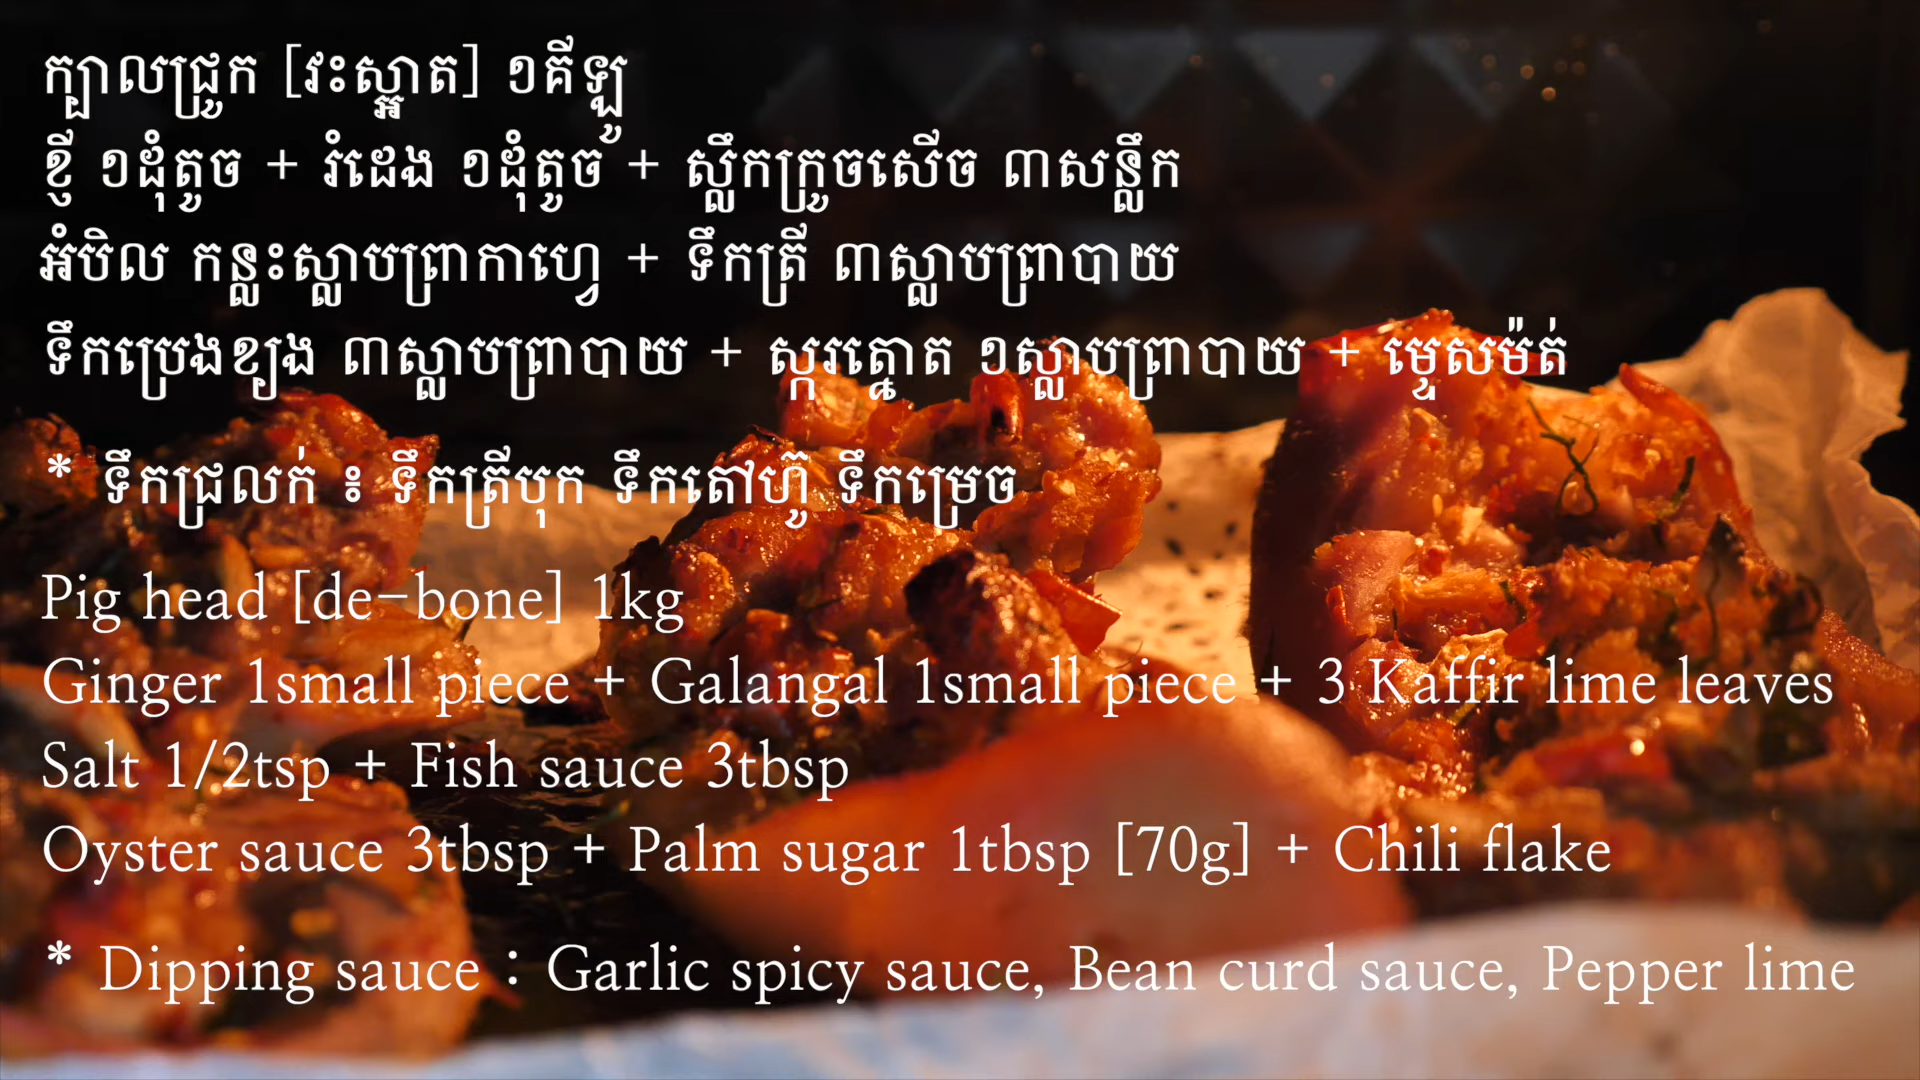 ក្បាលជ្រូក [វះស្អាត] ១គីឡូ
ខ្ញី ១ដុំតូច + រំដេង ១ដុំតូច + ស្លឹកក្រូចសើច ៣សន្លឹក
អំបិល កន្លះស្លាបព្រាកាហ្វេ + ទឹកត្រី ៣ស្លាបព្រាបាយ
ទឹកប្រេងខ្យង ៣ស្លាបព្រាបាយ + ស្ករត្នោត ១ស្លាបព្រាបាយ + ម្ទេសម៉ត់
* ទឹកជ្រលក់ ៖ ទឹកត្រីបុក ទឹកតៅហ៊ូ ទឹកម្រេច
Pig head [de-bone] 1kg
Ginger 1small piece + Galangal 1small piece + 3 Kaffir lime leaves
Salt 1/2tsp + Fish sauce 3tbsp
Oyster sauce 3tbsp + Palm sugar 1tbsp [70g] + Chili flake
* Dipping sauce : Garlic spicy sauce, Bean curd sauce, Pepper lime